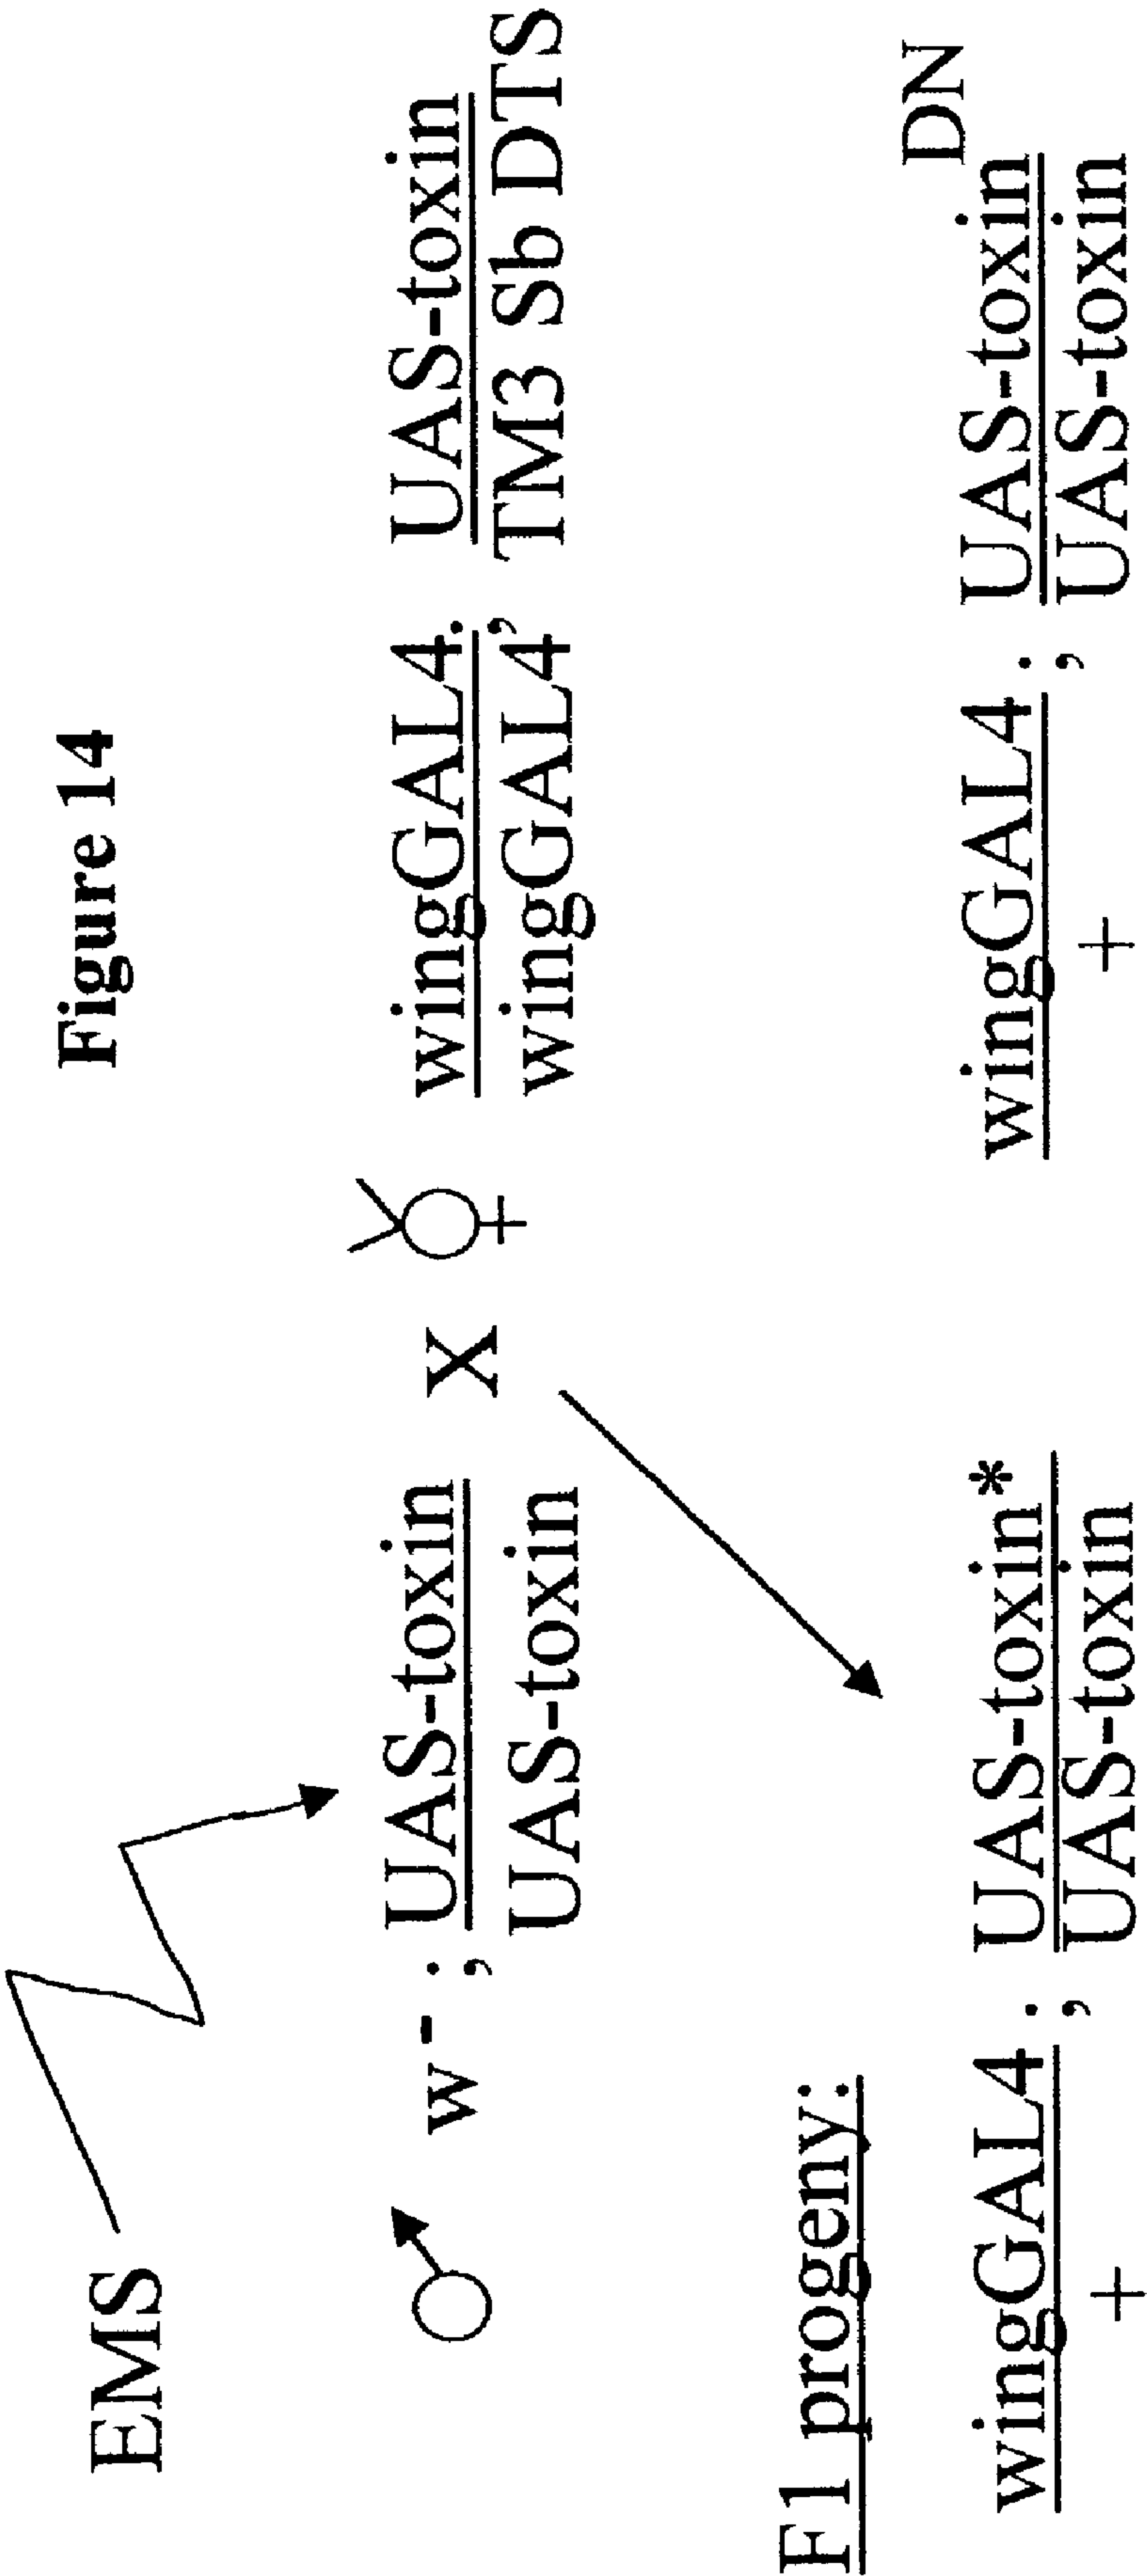 Figure 14
EMS
w - ; UAS-toxin X wingGAL4 ; UAS-toxin
UAS-toxin wingGAL4 TM3 Sb DTS
F1 progeny:
wingGAL4 ; UAS-toxin* wingGAL4 ; UAS-toxin DN
+ UAS-toxin + UAS-toxin